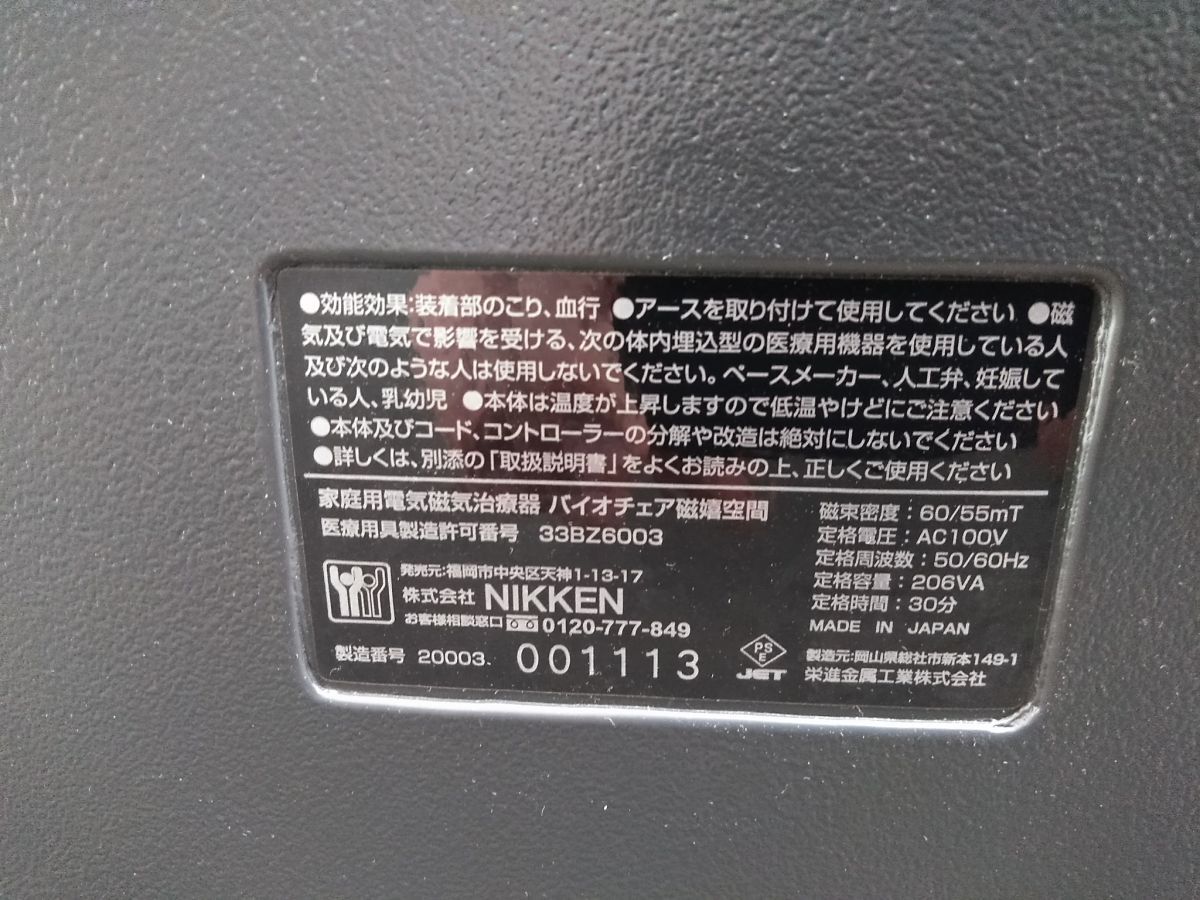 ●効能効果:装着部のこり、血行 ●アースを取り付けて使用してください ●磁
気及び電気で影響を受ける、次の体内埋込型の医療用機器を使用している人
及び次のような人は使用しないでください。ペースメーカー、人工弁、妊娠して
いる人、乳幼児 ●本体は温度が上昇しますので低温やけどにご注意ください
●本体及びコード、コントローラーの分解や改造は絶対にしないでください
●詳しくは、別添の「取扱説明書」をよくお読みの上、正しくご使用ください
家庭用電気磁気治療器 バイオチェア磁嬉空間
医療用具製造許可番号 33BZ6003
発売元:福岡市中央区天神1-13-17
株式会社 NIKKEN
お客様相談窓口 0120-777-849
製造番号 20003. 001113
磁束密度:60/55mT
定格電圧:AC100V
定格周波数:50/60Hz
定格容量:206VA
定格時間:30分
MADE IN JAPAN
PS
E
JET
製造元:岡山県総社市新本149-1
栄進金属工業株式会社